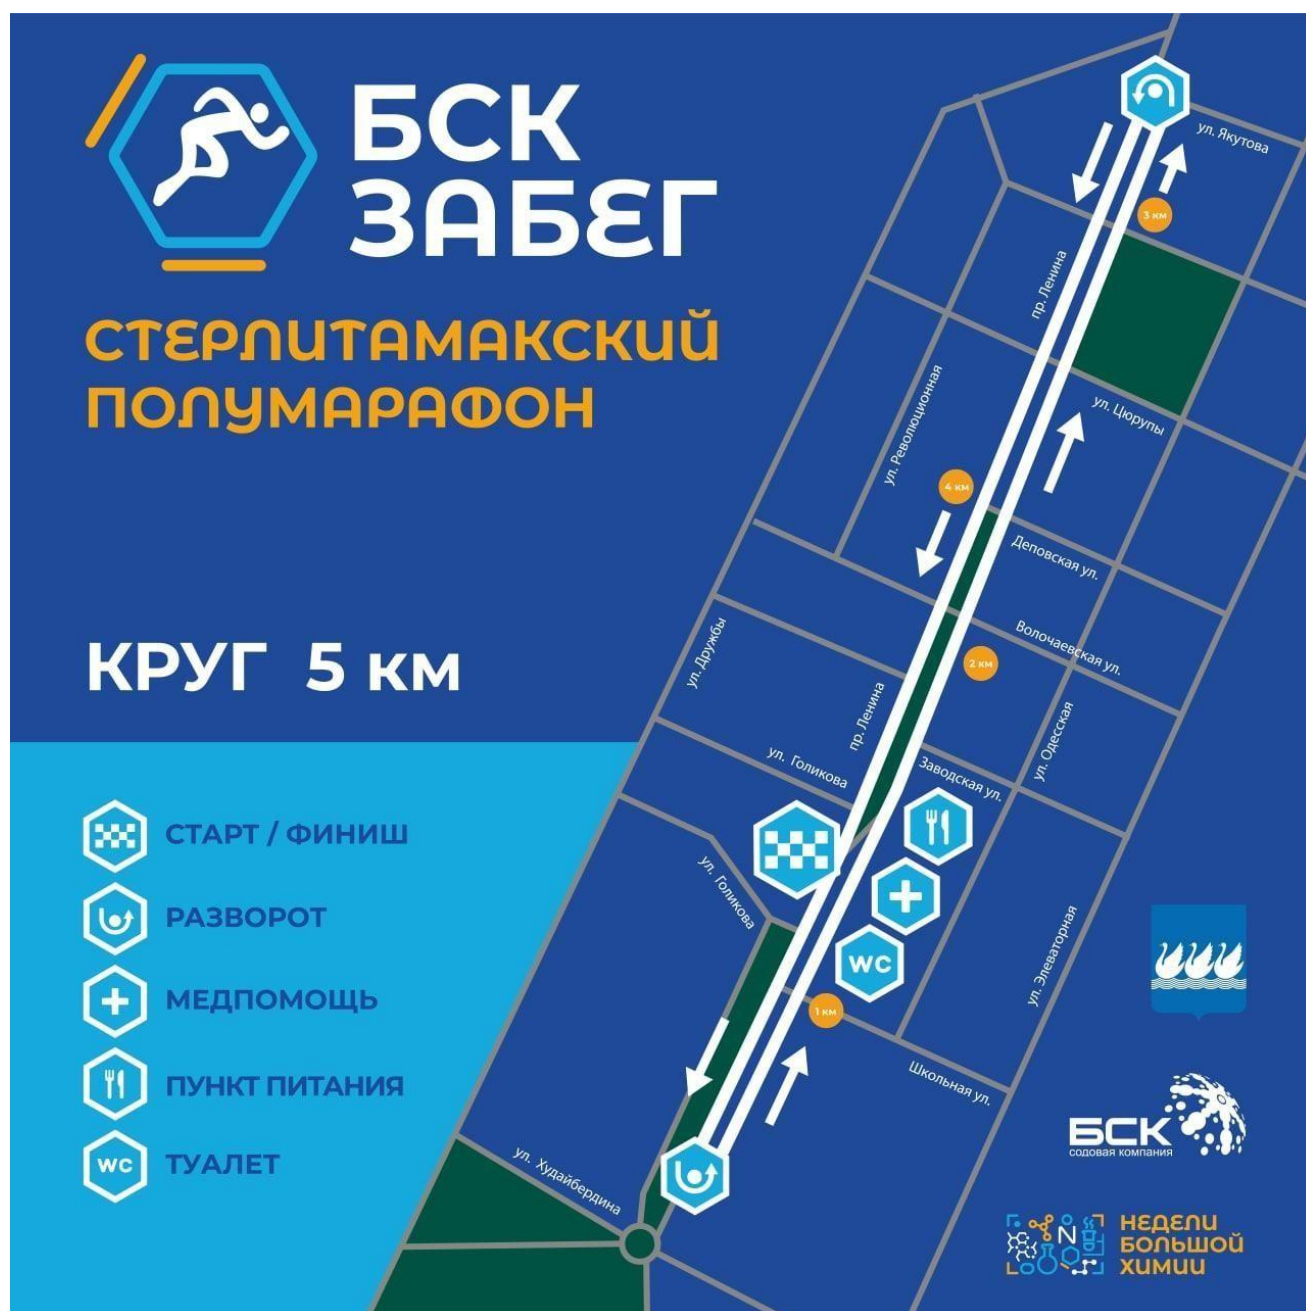 БСК
ЗАБЕГ
СТЕРЛИТАМАКСКИЙ
ПОЛУМАРАФОН
КРУГ 5 км
СТАРТ / ФИНИШ
РАЗВОРОТ
МЕДПОМОЩЬ
ПУНКТ ПИТАНИЯ
WC ТУАЛЕТ
ул. Якутова
3 км
пр. Ленина
ул. Цюрупы
ул. Революционная
4 км
Деповская ул.
Волочаевская ул.
2 км
ул. Дружбы
пр. Ленина
ул. Одесская
ул. Голикова
Заводская ул.
ул. Голикова
WC
ул. Элеваторная
1 км
Школьная ул.
ул. Худайбердина
БСК
содовая компания
N
НЕДЕЛИ
БОЛЬШОЙ
ХИМИИ